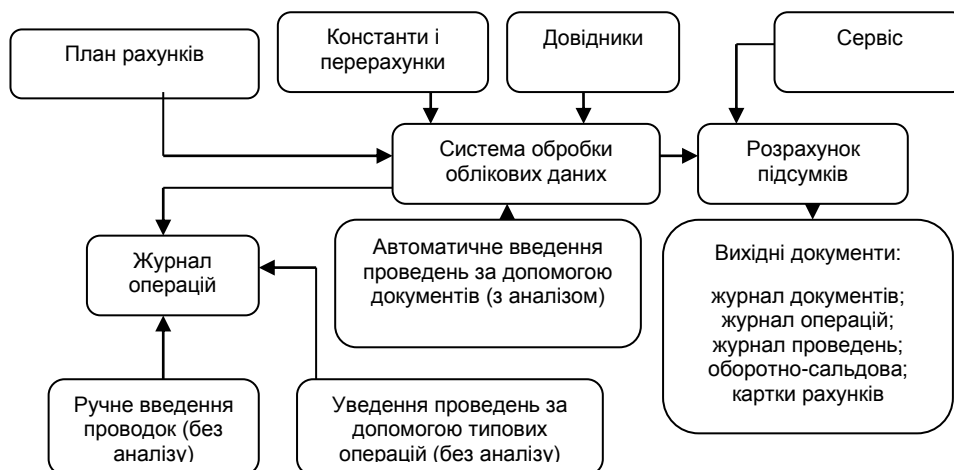 План рахунків
Константи і
перерахунки
Довідники
Сервіс
Система обробки
облікових даних
Розрахунок
підсумків
Журнал
операцій
Автоматичне введення
проведень за допомогою
документів (з аналізом)
Вихідні документи:
журнал документів;
журнал операцій;
журнал проведень;
оборотно-сальдова;
картки рахунків
Ручне введення
проводок (без
аналізу)
Уведення проведень за
допомогою типових
операцій (без аналізу)